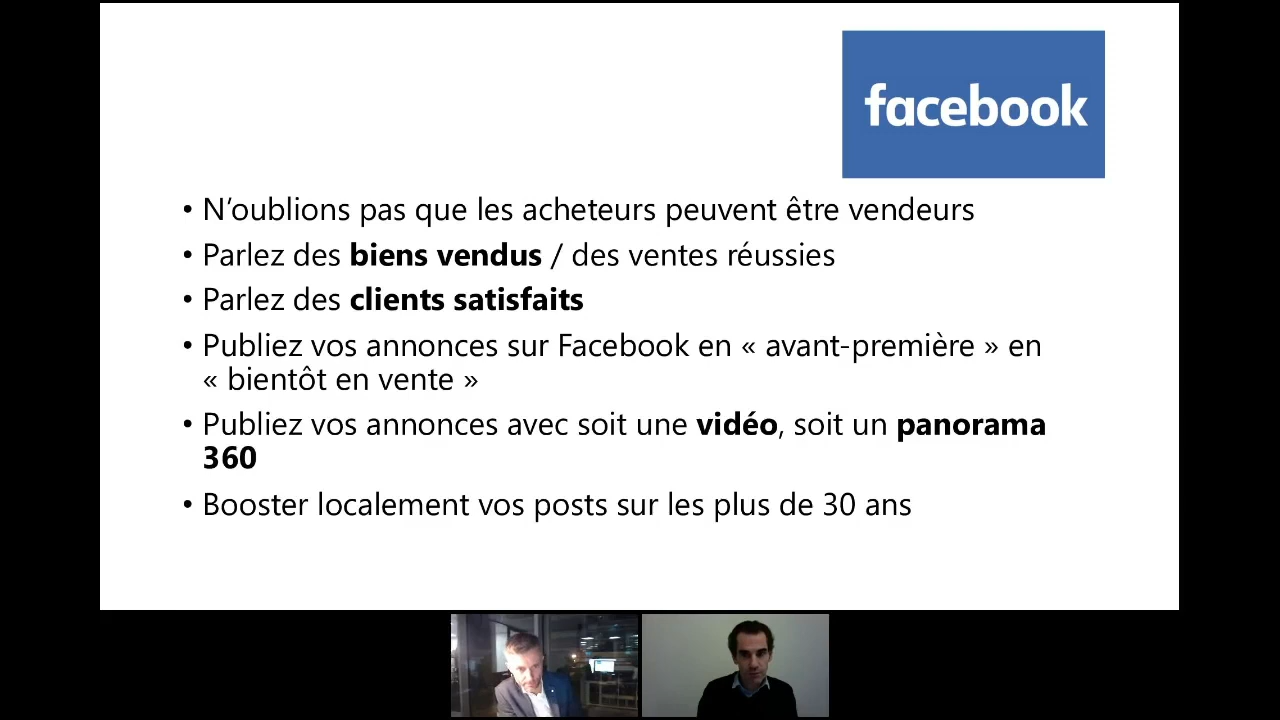 facebook
• N’oublions pas que les acheteurs peuvent être vendeurs
• Parlez des biens vendus / des ventes réussies
• Parlez des clients satisfaits
• Publiez vos annonces sur Facebook en « avant-première » en
« bientôt en vente »
• Publiez vos annonces avec soit une vidéo, soit un panorama
360
• Booster localement vos posts sur les plus de 30 ans